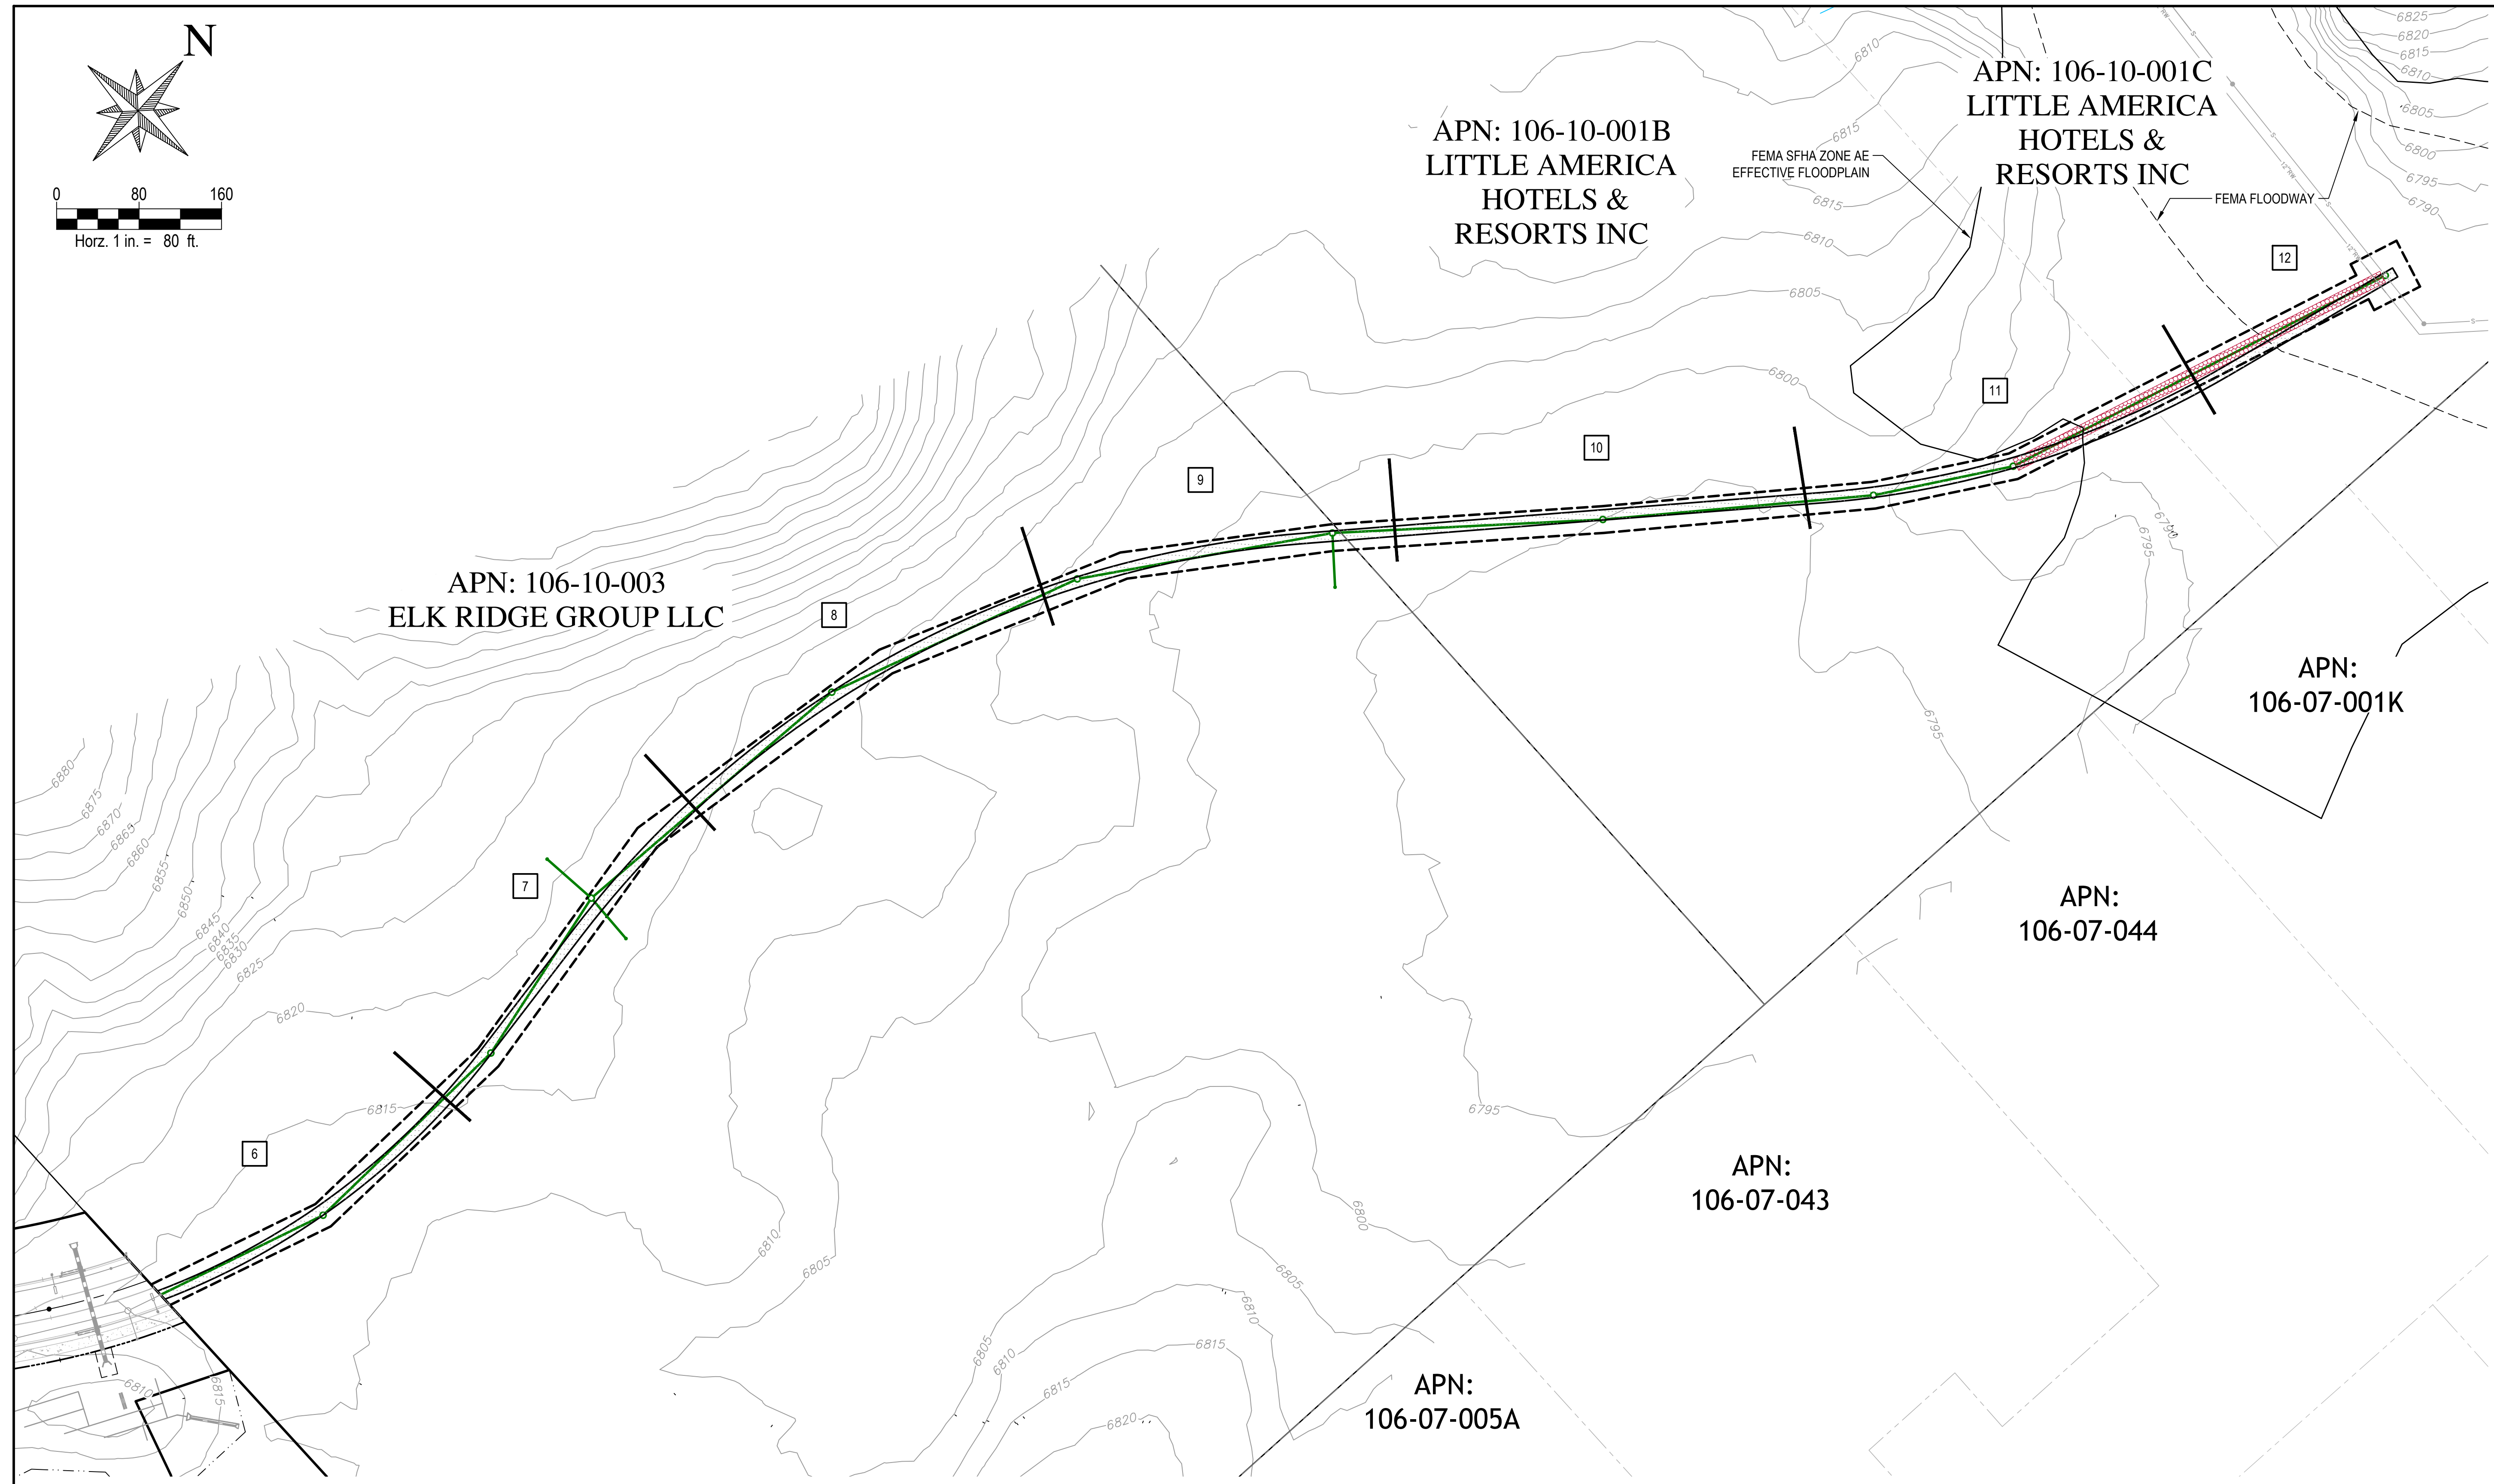 N
0 80 160
Horz. 1 in. = 80 ft.
APN: 106-10-001B
LITTLE AMERICA
HOTELS &
RESORTS INC
APN: 106-10-001C
LITTLE AMERICA
HOTELS &
RESORTS INC
FEMA SFHA ZONE AE
EFFECTIVE FLOODPLAIN
FEMA FLOODWAY
APN: 106-10-003
ELK RIDGE GROUP LLC
APN:
106-07-001K
APN:
106-07-044
APN:
106-07-043
APN:
106-07-005A
6
7
8
9
10
11
12
6825
6820
6815
6810
6805
6800
6795
6790
6810
6815
6815
6810
6805
6800
6795
6795
6795
6795
6880
6875
6870
6865
6860
6855
6850
6845
6840
6835
6830
6825
6820
6815
6810
6805
6800
6805
6810
6805
6810
6815
6815
6820
6810
6815
12"RW
12"RW
S
S
S